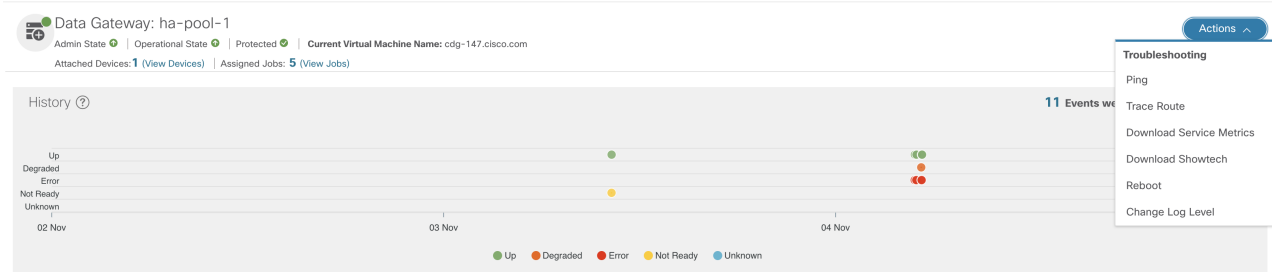 Data Gateway: ha-pool-1
Actions
Admin State | Operational State | Protected | Current Virtual Machine Name: cdg-147.cisco.com
Attached Devices: 1 (View Devices) | Assigned Jobs: 5 (View Jobs)
Troubleshooting
Ping
Trace Route
Download Service Metrics
Download Showtech
Reboot
Change Log Level
History ?
11 Events we
Up
Degraded
Error
Not Ready
Unknown
02 Nov 03 Nov 04 Nov
Up Degraded Error Not Ready Unknown